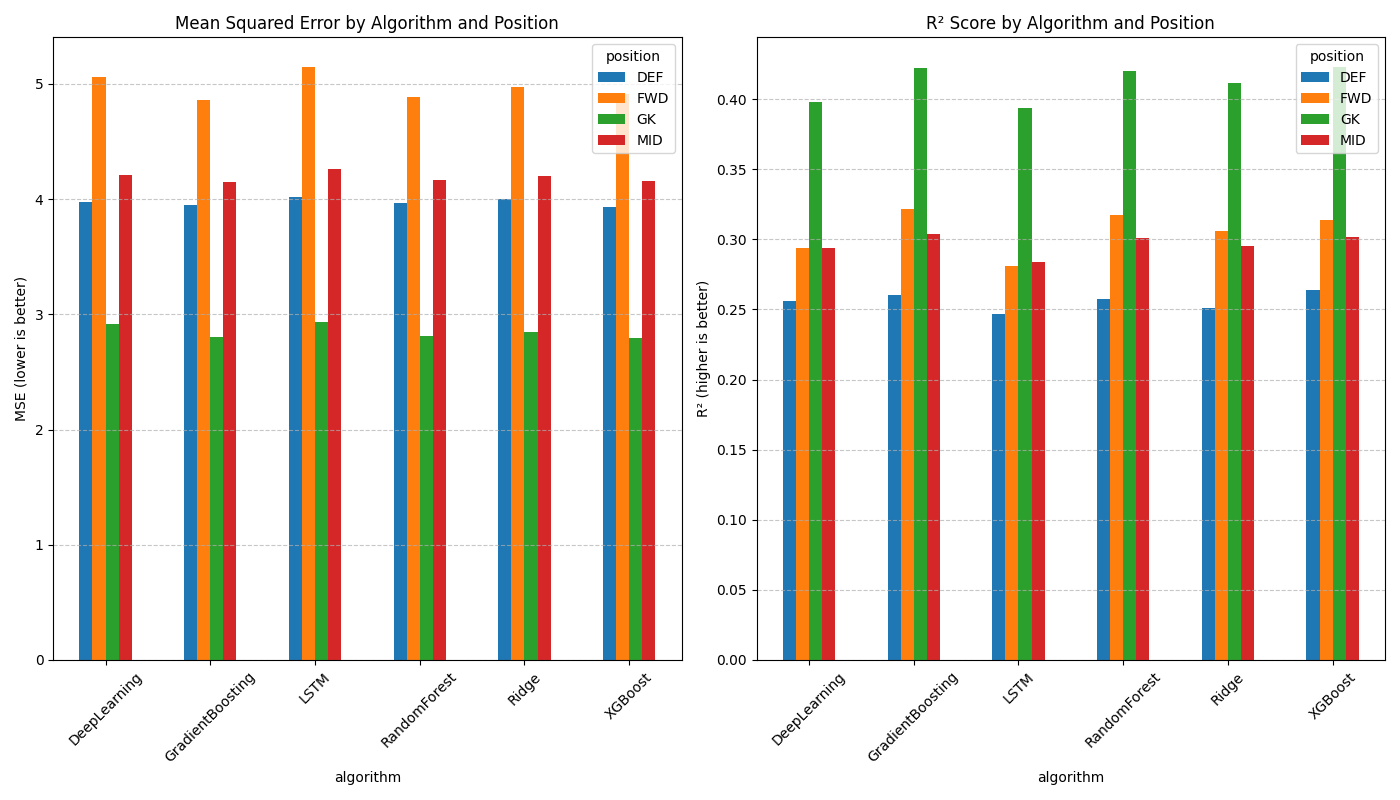 Mean Squared Error by Algorithm and Position
MSE (lower is better)
5
4
3
2
1
0
position
DEF
FWD
GK
MID
DeepLearning
GradientBoosting
LSTM
RandomForest
Ridge
XGBoost
algorithm
R² Score by Algorithm and Position
R² (higher is better)
0.40
0.35
0.30
0.25
0.20
0.15
0.10
0.05
0.00
position
DEF
FWD
GK
MID
DeepLearning
GradientBoosting
LSTM
RandomForest
Ridge
XGBoost
algorithm